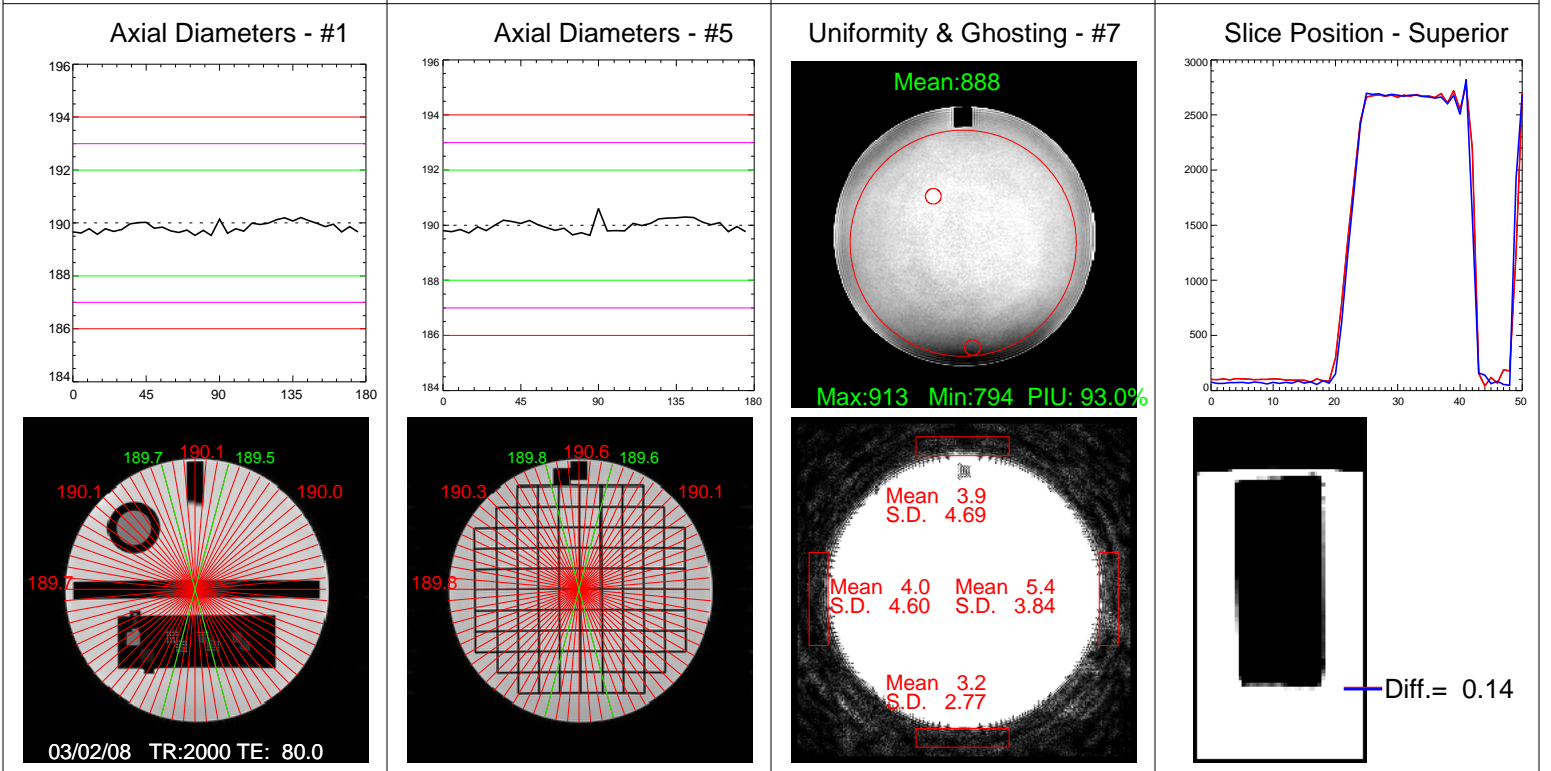 Axial Diameters - #1
196
194
192
190
188
186
184
0 45 90 135 180
189.7 190.1 189.5
190.1 190.0
189.7
03/02/08 TR:2000 TE: 80.0
Axial Diameters - #5
196
194
192
190
188
186
184
0 45 90 135 180
189.8 190.6 189.6
190.3 190.1
189.8
Uniformity & Ghosting - #7
Mean:888
Max:913 Min:794 PIU: 93.0%
Mean 3.9
S.D. 4.69
Mean 4.0 Mean 5.4
S.D. 4.60 S.D. 3.84
Mean 3.2
S.D. 2.77
Slice Position - Superior
3000
2500
2000
1500
1000
500
0
0 10 20 30 40 50
Diff.= 0.14